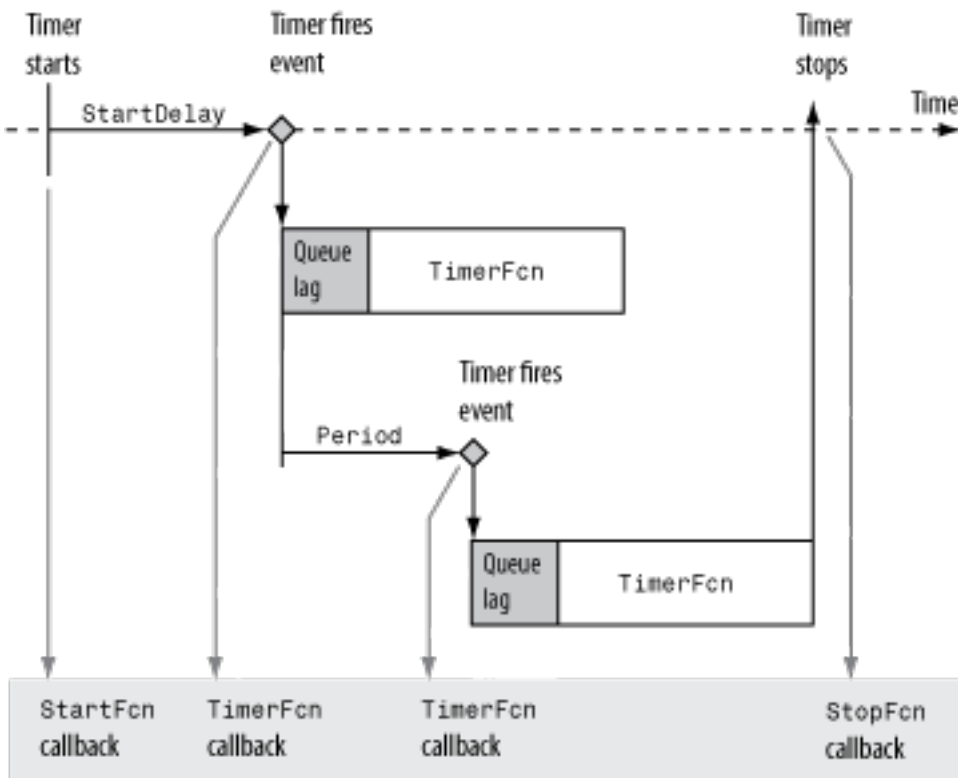 Timer
starts
Timer fires
event
Timer
stops
Time
StartDelay
Queue
lag
TimerFcn
Timer fires
event
Period
Queue
lag
TimerFcn
StartFcn
callback
TimerFcn
callback
TimerFcn
callback
StopFcn
callback